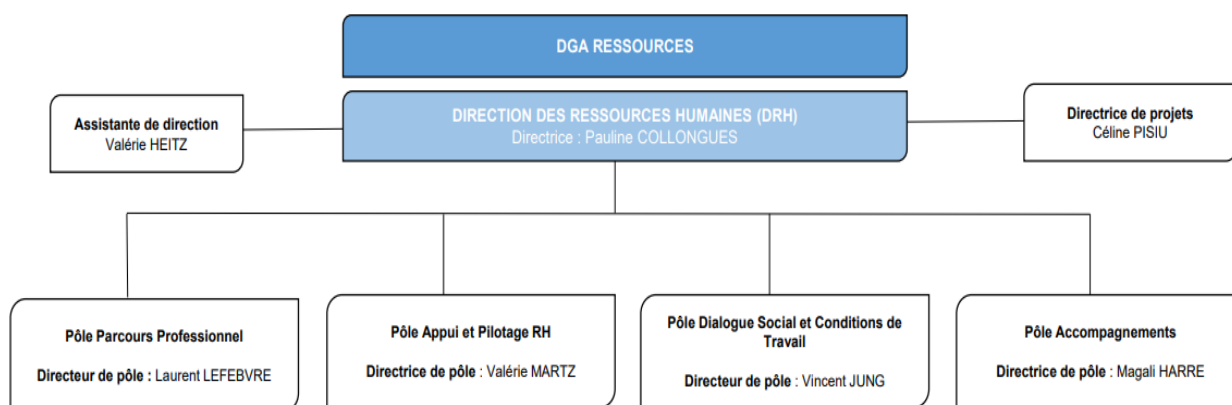 DGA RESSOURCES
Assistante de direction
Valérie HEITZ
DIRECTION DES RESSOURCES HUMAINES (DRH)
Directrice : Pauline COLLONGUES
Directrice de projets
Céline PISIU
Pôle Parcours Professionnel
Directeur de pôle : Laurent LEFEBVRE
Pôle Appui et Pilotage RH
Directrice de pôle : Valérie MARTZ
Pôle Dialogue Social et Conditions de
Travail
Directeur de pôle : Vincent JUNG
Pôle Accompagnements
Directrice de pôle : Magali HARRE